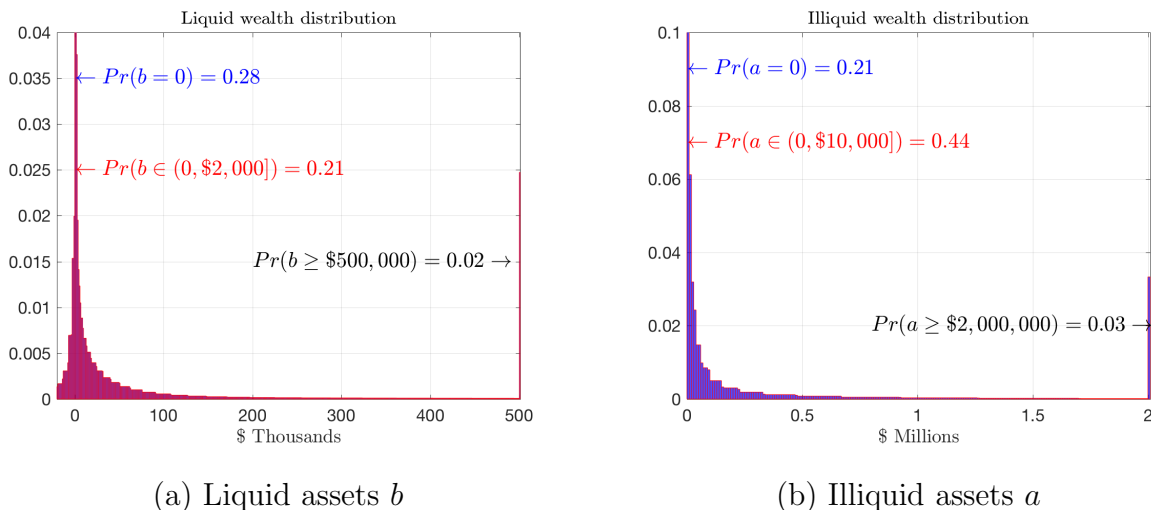 Liquid wealth distribution
0.04
0.035
0.03
0.025
0.02
0.015
0.01
0.005
0
← Pr(b = 0) = 0.28
← Pr(b ∈ (0, $2, 000]) = 0.21
Pr(b ≥ $500, 000) = 0.02 →
0 100 200 300 400 500
$ Thousands
(a) Liquid assets b
Illiquid wealth distribution
0.1
0.08
0.06
0.04
0.02
0
← Pr(a = 0) = 0.21
← Pr(a ∈ (0, $10, 000]) = 0.44
Pr(a ≥ $2, 000, 000) = 0.03 →
0 0.5 1 1.5 2
$ Millions
(b) Illiquid assets a